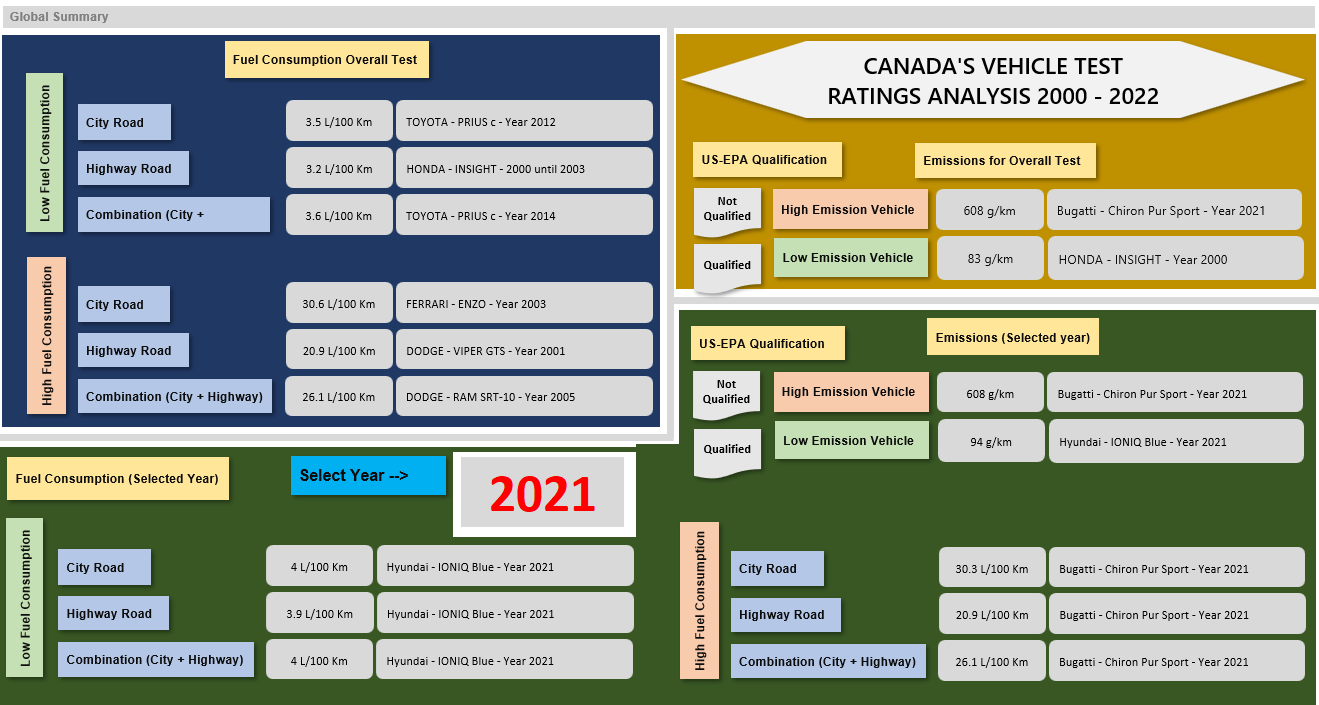 Global Summary
Fuel Consumption Overall Test
Low Fuel Consumption
City Road
3.5 L/100 Km
TOYOTA - PRIUS c - Year 2012
Highway Road
3.2 L/100 Km
HONDA - INSIGHT - 2000 until 2003
Combination (City +
3.6 L/100 Km
TOYOTA - PRIUS c - Year 2014
High Fuel Consumption
City Road
30.6 L/100 Km
FERRARI - ENZO - Year 2003
Highway Road
20.9 L/100 Km
DODGE - VIPER GTS - Year 2001
Combination (City + Highway)
26.1 L/100 Km
DODGE - RAM SRT-10 - Year 2005
CANADA'S VEHICLE TEST
RATINGS ANALYSIS 2000 - 2022
US-EPA Qualification
Emissions for Overall Test
Not
Qualified
High Emission Vehicle
608 g/km
Bugatti - Chiron Pur Sport - Year 2021
Qualified
Low Emission Vehicle
83 g/km
HONDA - INSIGHT - Year 2000
US-EPA Qualification
Emissions (Selected year)
Not
Qualified
High Emission Vehicle
608 g/km
Bugatti - Chiron Pur Sport - Year 2021
Qualified
Low Emission Vehicle
94 g/km
Hyundai - IONIQ Blue - Year 2021
Fuel Consumption (Selected Year)
Select Year -->
2021
Low Fuel Consumption
City Road
4 L/100 Km
Hyundai - IONIQ Blue - Year 2021
Highway Road
3.9 L/100 Km
Hyundai - IONIQ Blue - Year 2021
Combination (City + Highway)
4 L/100 Km
Hyundai - IONIQ Blue - Year 2021
High Fuel Consumption
City Road
30.3 L/100 Km
Bugatti - Chiron Pur Sport - Year 2021
Highway Road
20.9 L/100 Km
Bugatti - Chiron Pur Sport - Year 2021
Combination (City + Highway)
26.1 L/100 Km
Bugatti - Chiron Pur Sport - Year 2021